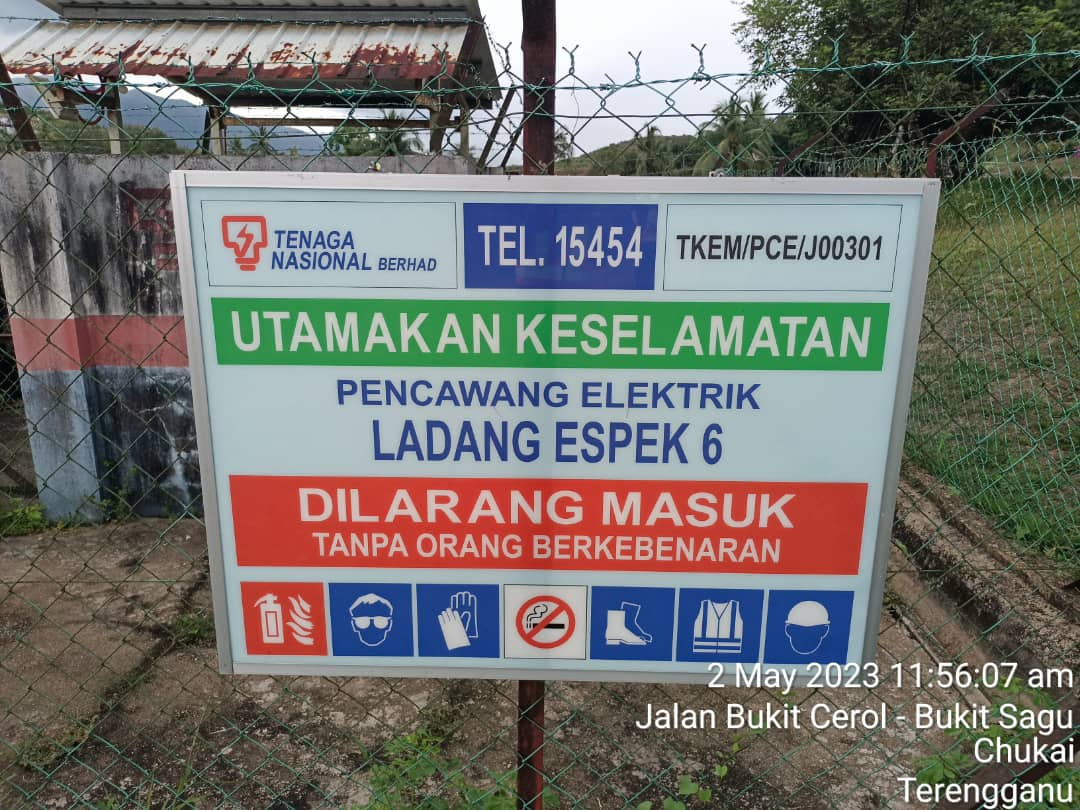 TENAGA
NASIONAL BERHAD
TEL. 15454
TKEM/PCE/J00301
UTAMAKAN KESELAMATAN
PENCAWANG ELEKTRIK
LADANG ESPEK 6
DILARANG MASUK
TANPA ORANG BERKEBENARAN
2 May 2023 11:56:07 am
Jalan Bukit Cerol - Bukit Sagu
Chukai
Terengganu